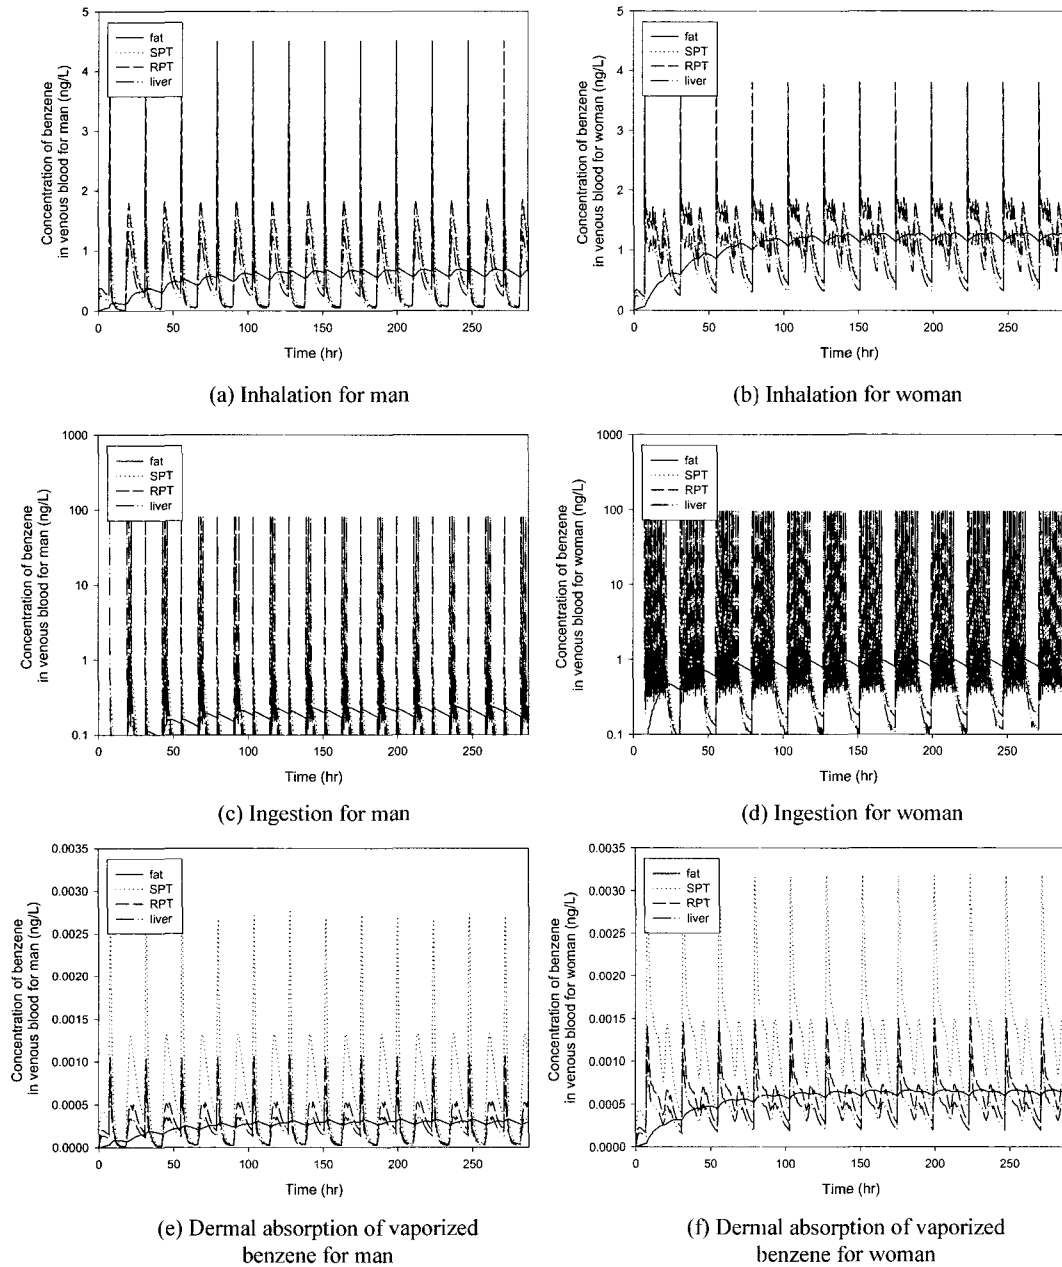 5
4
3
2
1
0
fat
SPT
RPT
liver
Concentration of benzene
in venous blood for man (ng/L)
0 50 100 150 200 250
Time (hr)
(a) Inhalation for man
5
4
3
2
1
0
fat
SPT
RPT
liver
Concentration of benzene
in venous blood for woman (ng/L)
0 50 100 150 200 250
Time (hr)
(b) Inhalation for woman
1000
100
10
1
0.1
fat
SPT
RPT
liver
Concentration of benzene
in venous blood for man (ng/L)
0 50 100 150 200 250
Time (hr)
(c) Ingestion for man
1000
100
10
1
0.1
fat
SPT
RPT
liver
Concentration of benzene
in venous blood for woman (ng/L)
0 50 100 150 200 250
Time (hr)
(d) Ingestion for woman
0.0035
0.0030
0.0025
0.0020
0.0015
0.0010
0.0005
0.0000
fat
SPT
RPT
liver
Concentration of benzene
in venous blood for man (ng/L)
0 50 100 150 200 250
Time (hr)
(e) Dermal absorption of vaporized
benzene for man
0.0035
0.0030
0.0025
0.0020
0.0015
0.0010
0.0005
0.0000
fat
SPT
RPT
liver
Concentration of benzene
in venous blood for woman (ng/L)
0 50 100 150 200 250
Time (hr)
(f) Dermal absorption of vaporized
benzene for woman